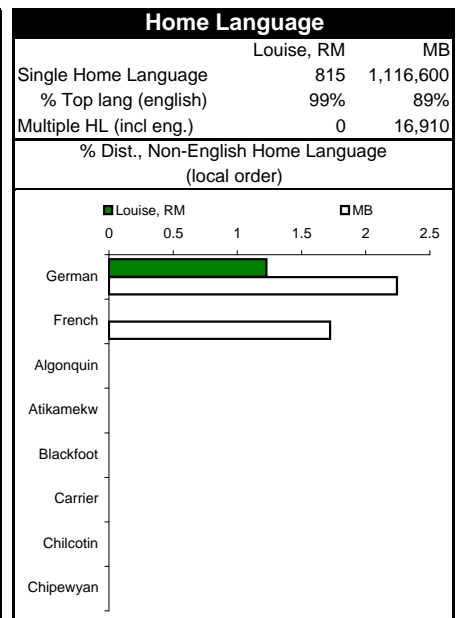 Home Language
Louise, RM MB
Single Home Language 815 1,116,600
% Top lang (english) 99% 89%
Multiple HL (incl eng.) 0 16,910
% Dist., Non-English Home Language
(local order)
Louise, RM MB
0 0.5 1 1.5 2 2.5
German
French
Algonquin
Atikamekw
Blackfoot
Carrier
Chilcotin
Chipewyan